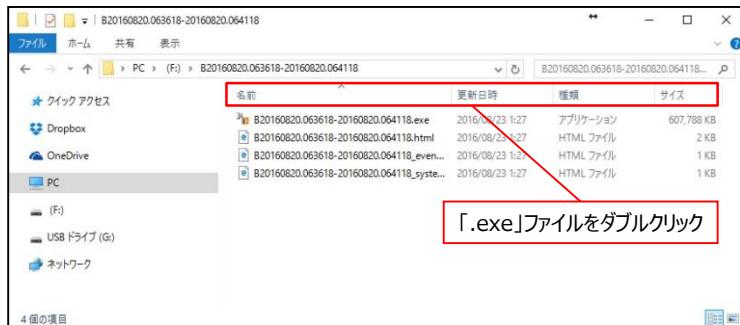 B20160820.063618-20160820.064118
ファイル ホーム 共有 表示
PC > (F:) > B20160820.063618-20160820.064118
B20160820.063618-20160820.064118...
名前 更新日時 種類 サイズ
クイック アクセス
B20160820.063618-20160820.064118.exe 2016/08/23 1:27 アプリケーション 607,788 KB
Dropbox
B20160820.063618-20160820.064118.html 2016/08/23 1:27 HTML ファイル 2 KB
OneDrive
B20160820.063618-20160820.064118_even... 2016/08/23 1:27 HTML ファイル 1 KB
PC
B20160820.063618-20160820.064118_syste... 2016/08/23 1:27 HTML ファイル 1 KB
(F:)
「.exe」ファイルをダブルクリック
USB ドライブ (G:)
ネットワーク
4 個の項目